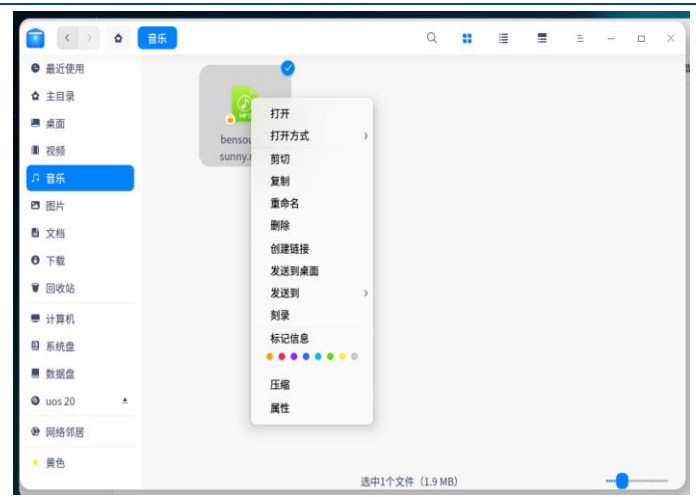 音乐
最近使用
主目录
桌面
视频
音乐
图片
文档
下载
回收站
计算机
系统盘
数据盘
uos 20
网络邻居
黄色
MP3
bensou
sunny.m
打开
打开方式
剪切
复制
重命名
删除
创建链接
发送到桌面
发送到
刻录
标记信息
压缩
属性
选中1个文件（1.9 MB）